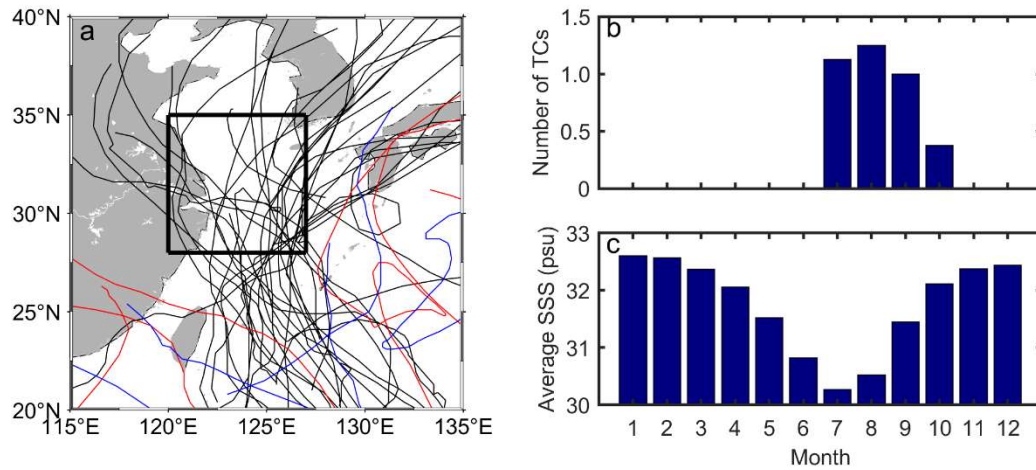 a
40°N
35°N
30°N
25°N
20°N
115°E 120°E 125°E 130°E 135°E
b
Number of TCs
1.5
1.0
0.5
0
c
Average SSS (psu)
33
32
31
30
1 2 3 4 5 6 7 8 9 10 11 12
Month